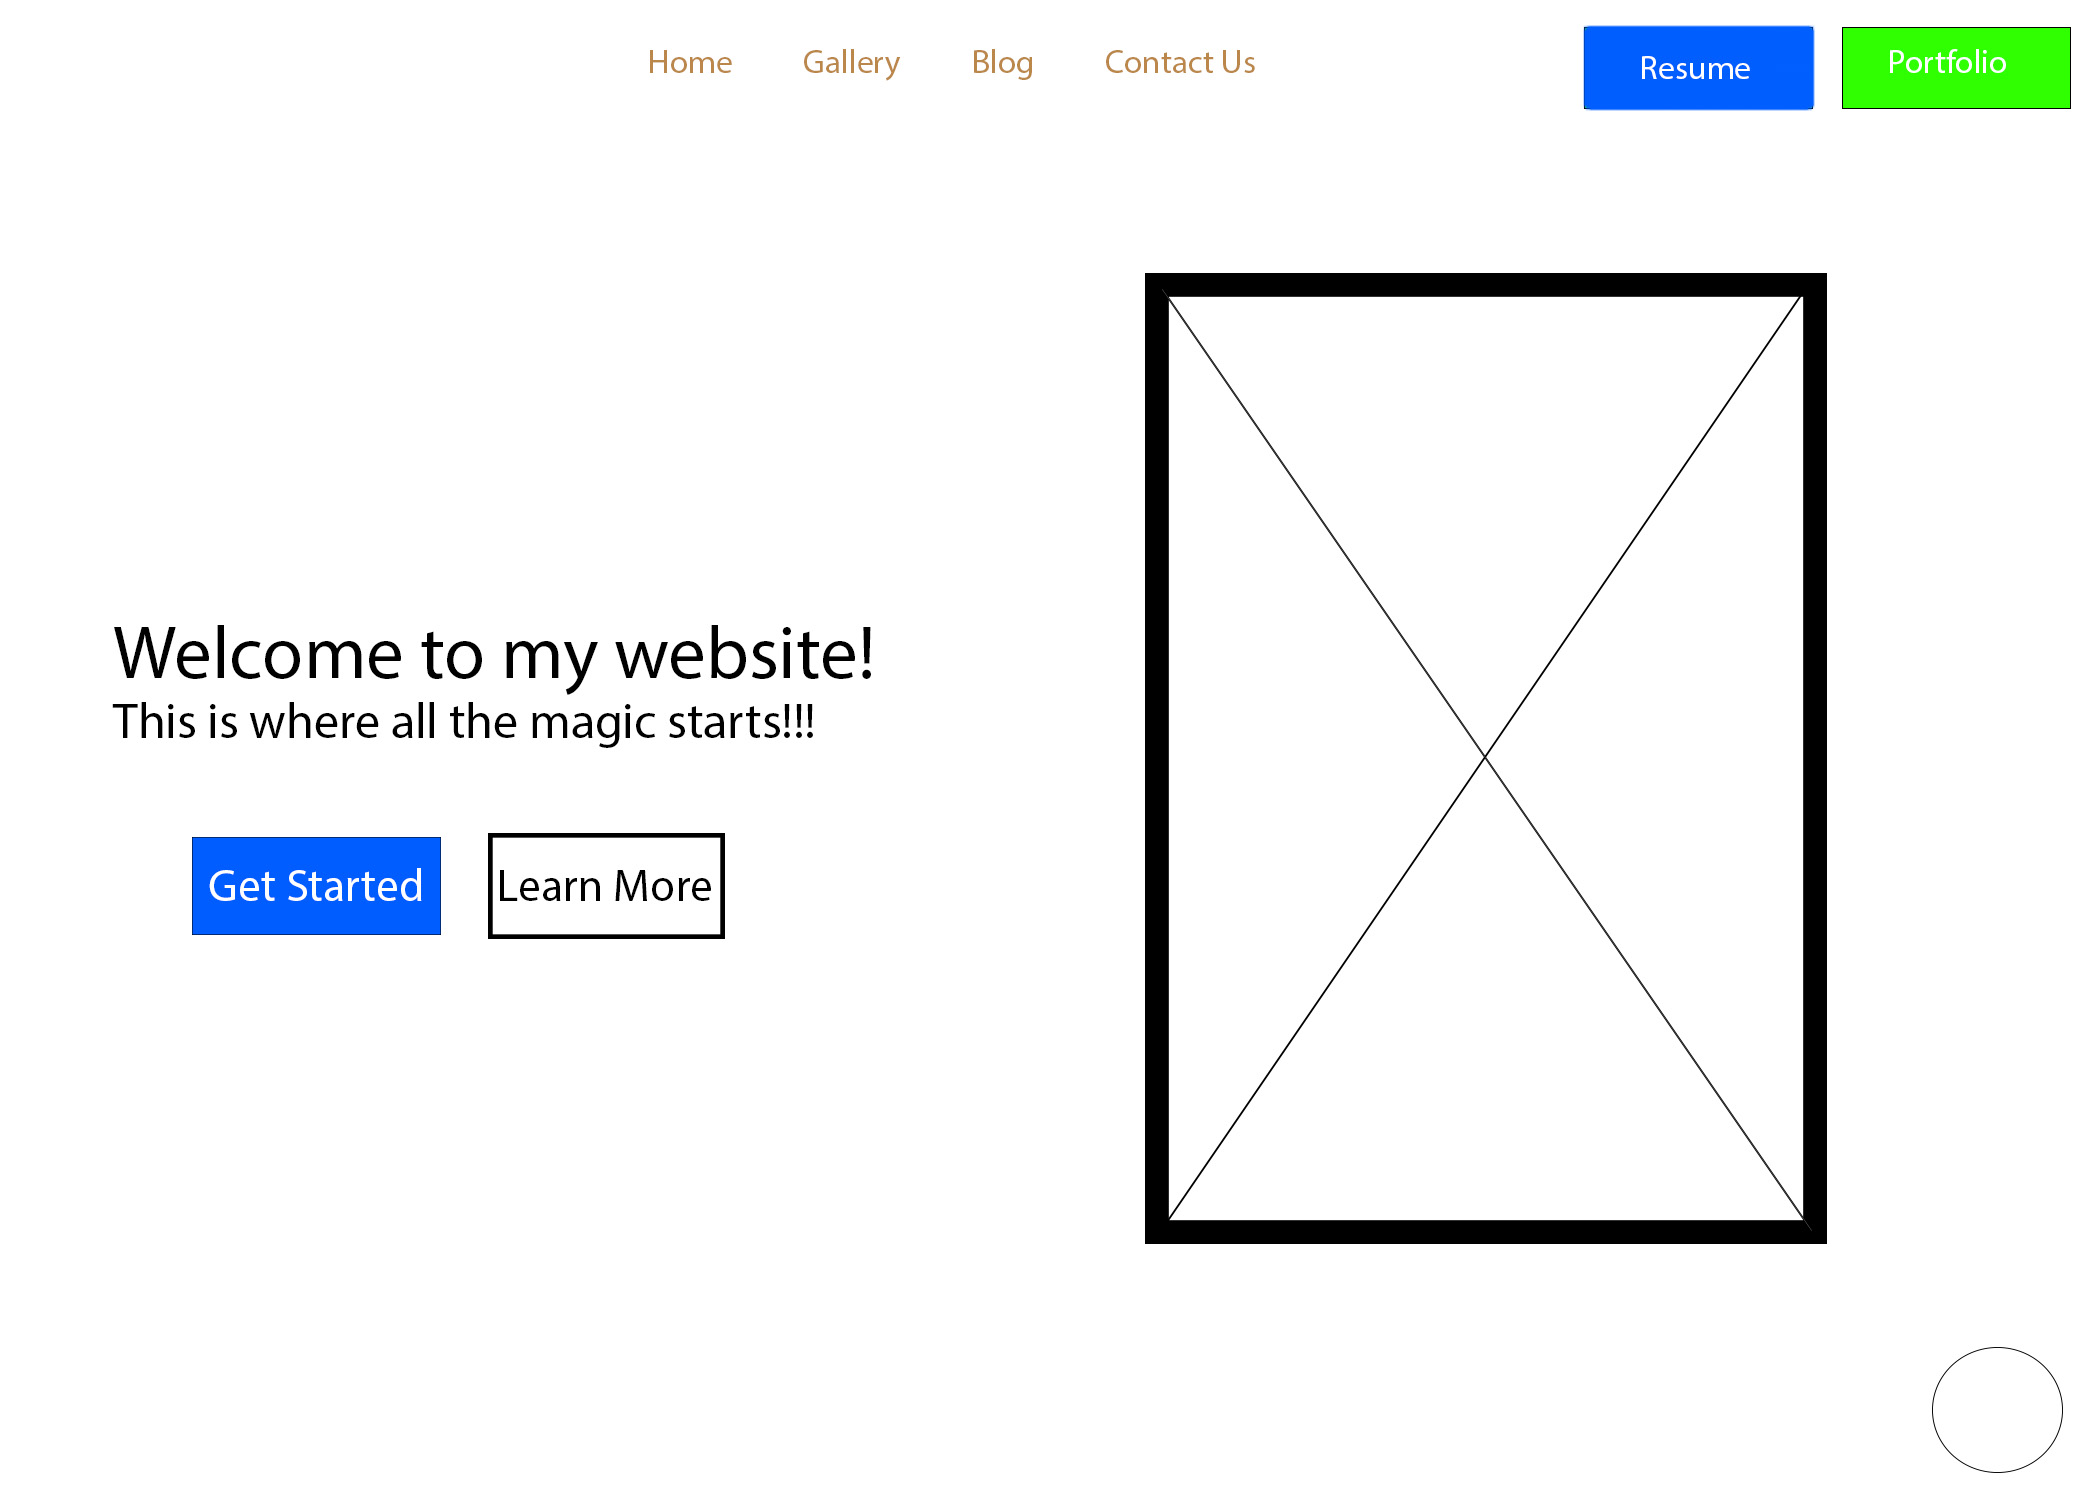 Home Gallery Blog Contact Us Resume Portfolio
Welcome to my website!
This is where all the magic starts!!!
Get Started Learn More